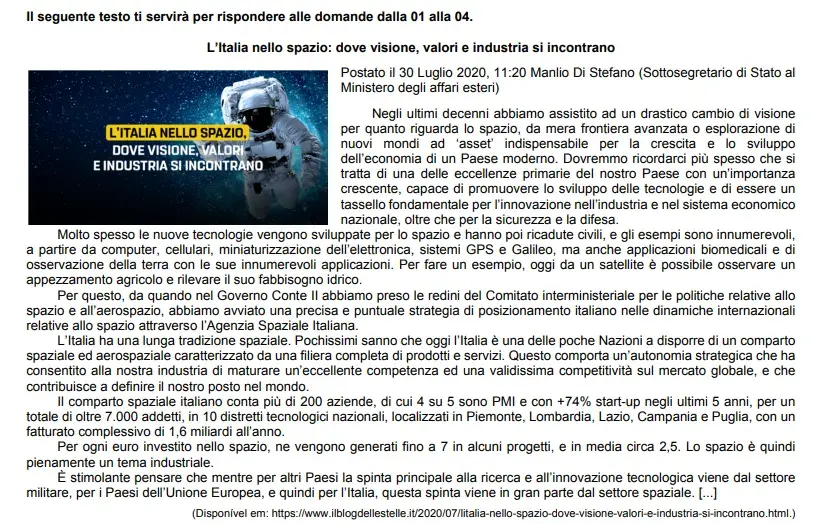 Il seguente testo ti servirà per rispondere alle domande dalla 01 alla 04.
L'Italia nello spazio: dove visione, valori e industria si incontrano
L'ITALIA NELLO SPAZIO,
DOVE VISIONE, VALORI
E INDUSTRIA SI INCONTRANO
Postato il 30 Luglio 2020, 11:20 Manlio Di Stefano (Sottosegretario di Stato al
Ministero degli affari esteri)
Negli ultimi decenni abbiamo assistito ad un drastico cambio di visione
per quanto riguarda lo spazio, da mera frontiera avanzata o esplorazione di
nuovi mondi ad 'asset' indispensabile per la crescita e lo sviluppo
dell'economia di un Paese moderno. Dovremmo ricordarci più spesso che si
tratta di una delle eccellenze primarie del nostro Paese con un'importanza
crescente, capace di promuovere lo sviluppo delle tecnologie e di essere un
tassello fondamentale per l'innovazione nell'industria e nel sistema economico
nazionale, oltre che per la sicurezza e la difesa.
Molto spesso le nuove tecnologie vengono sviluppate per lo spazio e hanno poi ricadute civili, e gli esempi sono innumerevoli,
a partire da computer, cellulari, miniaturizzazione dell'elettronica, sistemi GPS e Galileo, ma anche applicazioni biomedicali e di
osservazione della terra con le sue innumerevoli applicazioni. Per fare un esempio, oggi da un satellite è possibile osservare un
appezzamento agricolo e rilevare il suo fabbisogno idrico.
Per questo, da quando nel Governo Conte II abbiamo preso le redini del Comitato interministeriale per le politiche relative allo
spazio e all'aerospazio, abbiamo avviato una precisa e puntuale strategia di posizionamento italiano nelle dinamiche internazionali
relative allo spazio attraverso l'Agenzia Spaziale Italiana.
L'Italia ha una lunga tradizione spaziale. Pochissimi sanno che oggi l'Italia è una delle poche Nazioni a disporre di un comparto
spaziale ed aerospaziale caratterizzato da una filiera completa di prodotti e servizi. Questo comporta un'autonomia strategica che ha
consentito alla nostra industria di maturare un'eccellente competenza ed una validissima competitività sul mercato globale, e che
contribuisce a definire il nostro posto nel mondo.
Il comparto spaziale italiano conta più di 200 aziende, di cui 4 su 5 sono PMI e con +74% start-up negli ultimi 5 anni, per un
totale di oltre 7.000 addetti, in 10 distretti tecnologici nazionali, localizzati in Piemonte, Lombardia, Lazio, Campania e Puglia, con un
fatturato complessivo di 1,6 miliardi all'anno.
Per ogni euro investito nello spazio, ne vengono generati fino a 7 in alcuni progetti, e in media circa 2,5. Lo spazio è quindi
pienamente un tema industriale.
È stimolante pensare che mentre per altri Paesi la spinta principale alla ricerca e all'innovazione tecnologica viene dal settore
militare, per i Paesi dell'Unione Europea, e quindi per l'Italia, questa spinta viene in gran parte dal settore spaziale. [...]
(Disponível em: https://www.ilblogdellestelle.it/2020/07/litalia-nello-spazio-dove-visione-valori-e-industria-si-incontrano.html.)